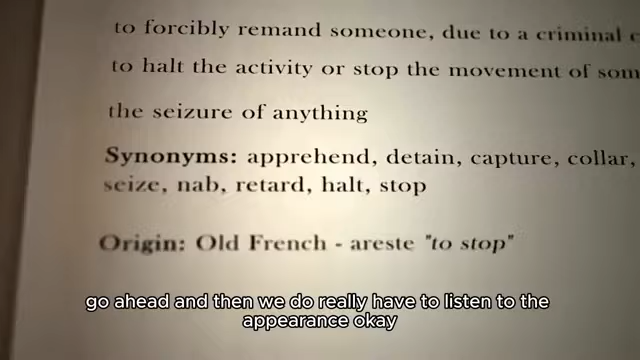 to forcibly remand someone, due to a criminal
to halt the activity or stop the movement of som
the seizure of anything
Synonyms: apprehend, detain, capture, collar,
seize, nab, retard, halt, stop
Origin: Old French - areste "to stop"
go ahead and then we do really have to listen to the
appearance okay